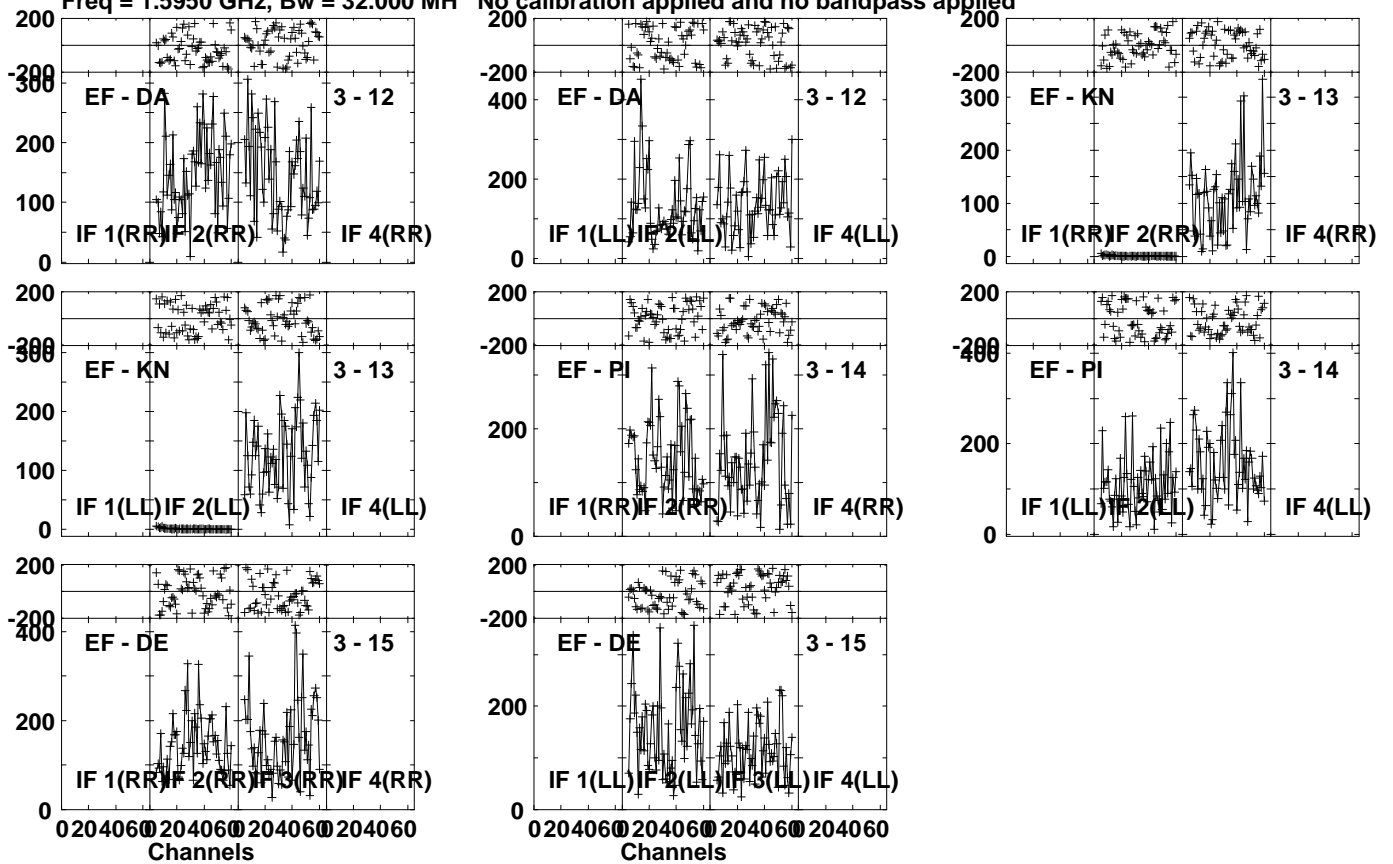 Freq = 1.5950 GHz, Bw = 32.000 MH No calibration applied and no bandpass applied
200
-200
300
200
100
0
EF - DA
3 - 12
IF 1(RR)
IF 2(RR)
IF 4(RR)
200
-200
400
200
0
EF - DA
3 - 12
IF 1(LL)
IF 2(LL)
IF 4(LL)
200
-200
300
200
100
0
EF - KN
3 - 13
IF 1(RR)
IF 2(RR)
IF 4(RR)
200
-200
300
200
100
0
EF - KN
3 - 13
IF 1(LL)
IF 2(LL)
IF 4(LL)
200
-200
200
0
EF - PI
3 - 14
IF 1(RR)
IF 2(RR)
IF 4(RR)
200
-200
400
200
0
EF - PI
3 - 14
IF 1(LL)
IF 2(LL)
IF 4(LL)
200
-200
400
200
0
EF - DE
3 - 15
IF 1(RR)
IF 2(RR)
IF 3(RR)
IF 4(RR)
0 20 40 60 0 20 40 60 0 20 40 60 0 20 40 60
Channels
200
-200
200
0
EF - DE
3 - 15
IF 1(LL)
IF 2(LL)
IF 3(LL)
IF 4(LL)
0 20 40 60 0 20 40 60 0 20 40 60 0 20 40 60
Channels